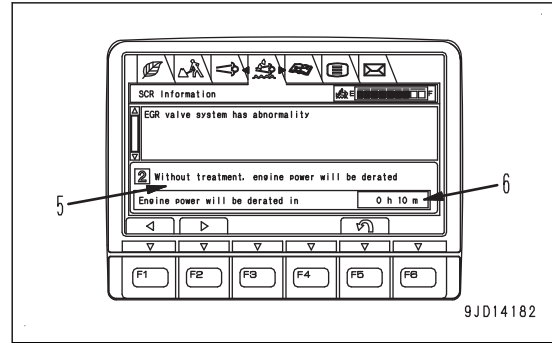 SCR Information
E F
EGR valve system has abnormality
2 Without treatment, engine power will be derated
Engine power will be derated in 0 h 10 m
5
6
F1 F2 F3 F4 F5 F6
9JD14182